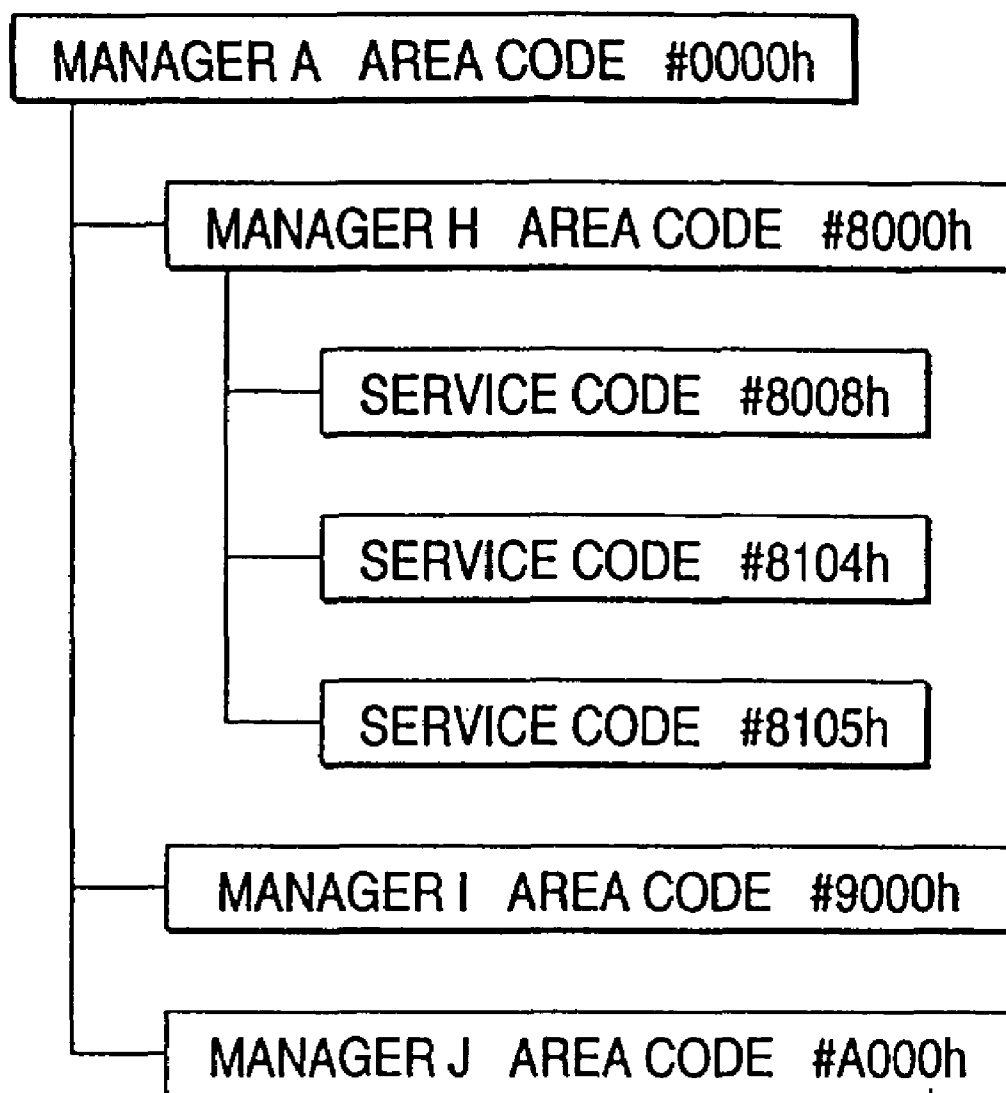 MANAGER A AREA CODE #0000h
MANAGER H AREA CODE #8000h
SERVICE CODE #8008h
SERVICE CODE #8104h
SERVICE CODE #8105h
MANAGER I AREA CODE #9000h
MANAGER J AREA CODE #A000h